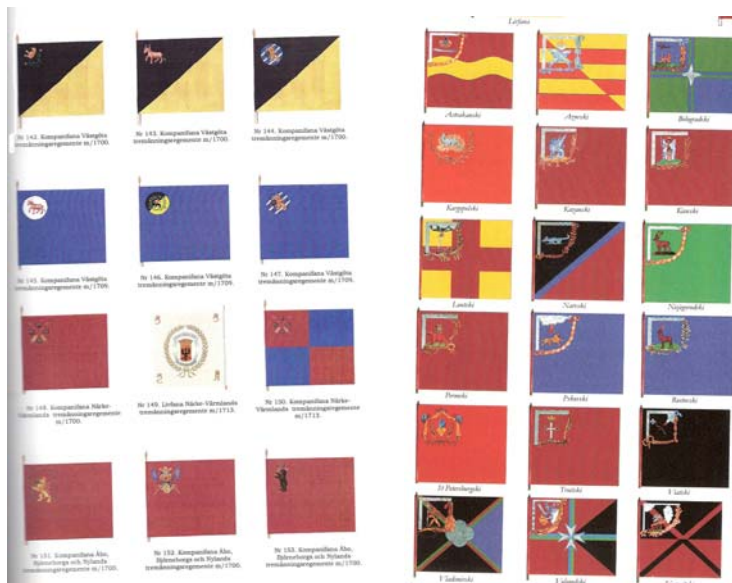 Nr 142. Kompanifana Västgöta
tremänningsregemente m/1700.
Nr 143. Kompanifana Västgöta
tremänningsregemente m/1700.
Nr 144. Kompanifana Västgöta
tremänningsregemente m/1700.
Nr 145. Kompanifana Västgöta
tremänningsregemente m/1709.
Nr 146. Kompanifana Västgöta
tremänningsregemente m/1709.
Nr 147. Kompanifana Västgöta
tremänningsregemente m/1709.
Nr 148. Kompanifana Närke-
Värmlands tremänningsregemente
m/1700.
Nr 149. Livfana Närke-Värmlands
tremänningsregemente m/1713.
Nr 150. Kompanifana Närke-
Värmlands tremänningsregemente
m/1713.
Nr 151. Kompanifana Åbo,
Björneborgs och Nylands
tremänningsregemente m/1700.
Nr 152. Kompanifana Åbo,
Björneborgs och Nylands
tremänningsregemente m/1700.
Nr 153. Kompanifana Åbo,
Björneborgs och Nylands
tremänningsregemente m/1700.
Astrakanski
Belogradski
Kargopolski
Kazanski
Kievski
Lutski
Narvski
Permski
Pskovski
Rostovski
St Petersburgski
Troitski
Viatski
Vladimirski